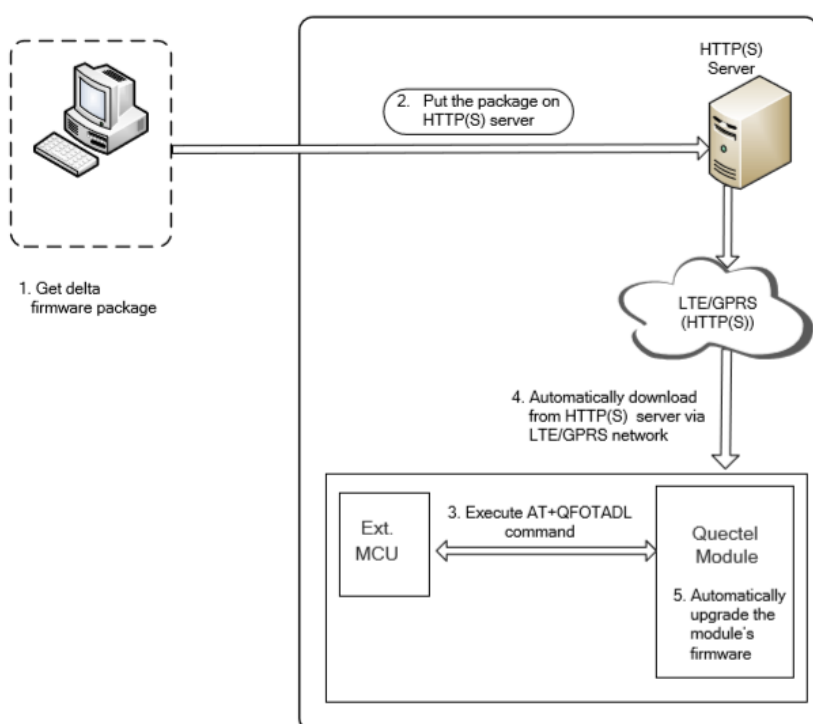 HTTP(S)
Server
2. Put the package on
HTTP(S) server
1. Get delta
firmware package
LTE/GPRS
(HTTP(S))
4. Automatically download
from HTTP(S) server via
LTE/GPRS network
3. Execute AT+QFOTADL
command
Ext.
MCU
Quectel
Module
5. Automatically
upgrade the
module's
firmware